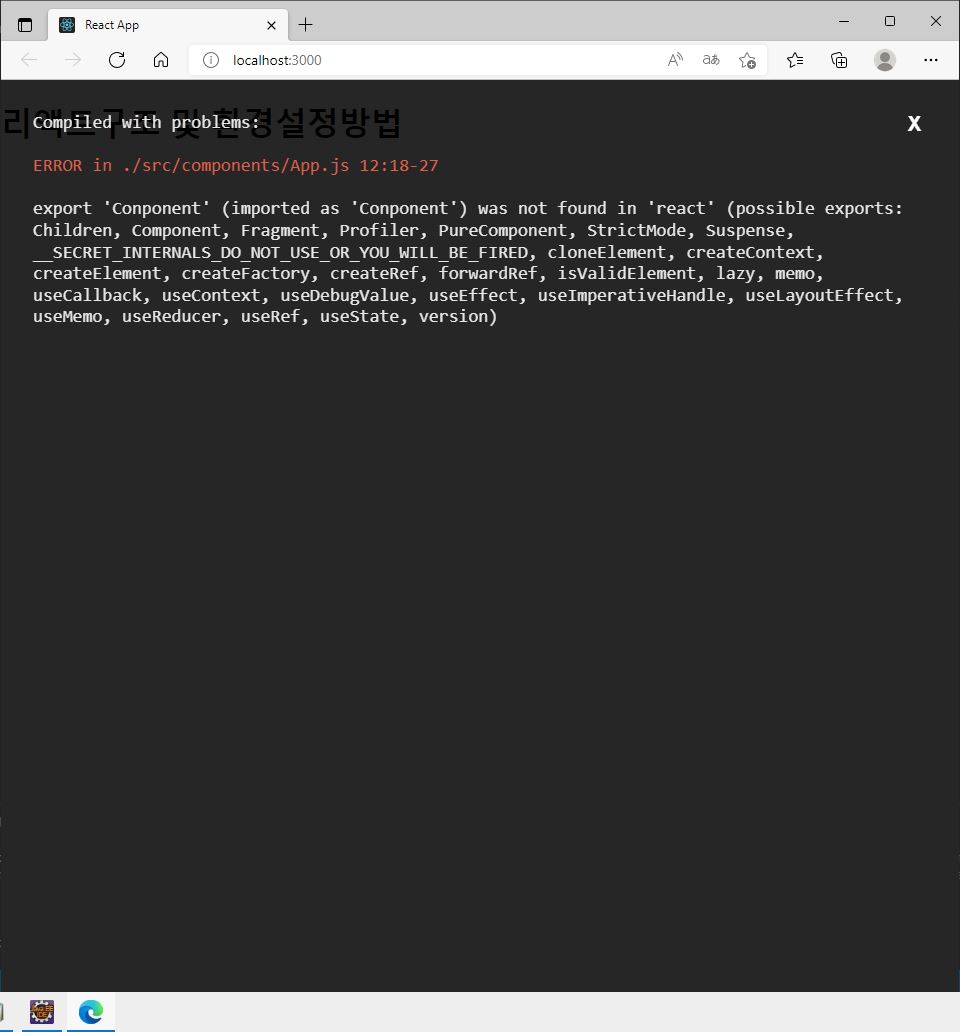 React App
localhost:3000
리액트구조 및 환경설정방법
Compiled with problems:
X
ERROR in ./src/components/App.js 12:18-27
export 'Conponent' (imported as 'Conponent') was not found in 'react' (possible exports:
Children, Component, Fragment, Profiler, PureComponent, StrictMode, Suspense,
__SECRET_INTERNALS_DO_NOT_USE_OR_YOU_WILL_BE_FIRED, cloneElement, createContext,
createElement, createFactory, createRef, forwardRef, isValidElement, lazy, memo,
useCallback, useContext, useDebugValue, useEffect, useImperativeHandle, useLayoutEffect,
useMemo, useReducer, useRef, useState, version)